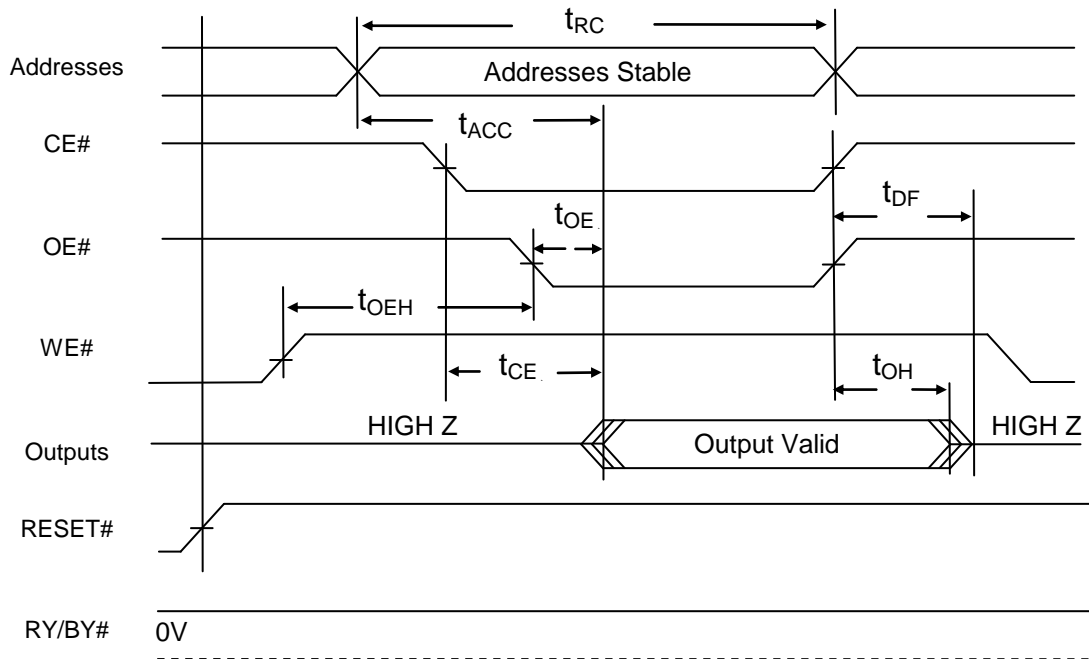 tRC
Addresses
Addresses Stable
tACC
CE#
tDF
tOE
OE#
tOEH
WE#
tCE
tOH
HIGH Z
HIGH Z
Outputs
Output Valid
RESET#
RY/BY#
0V